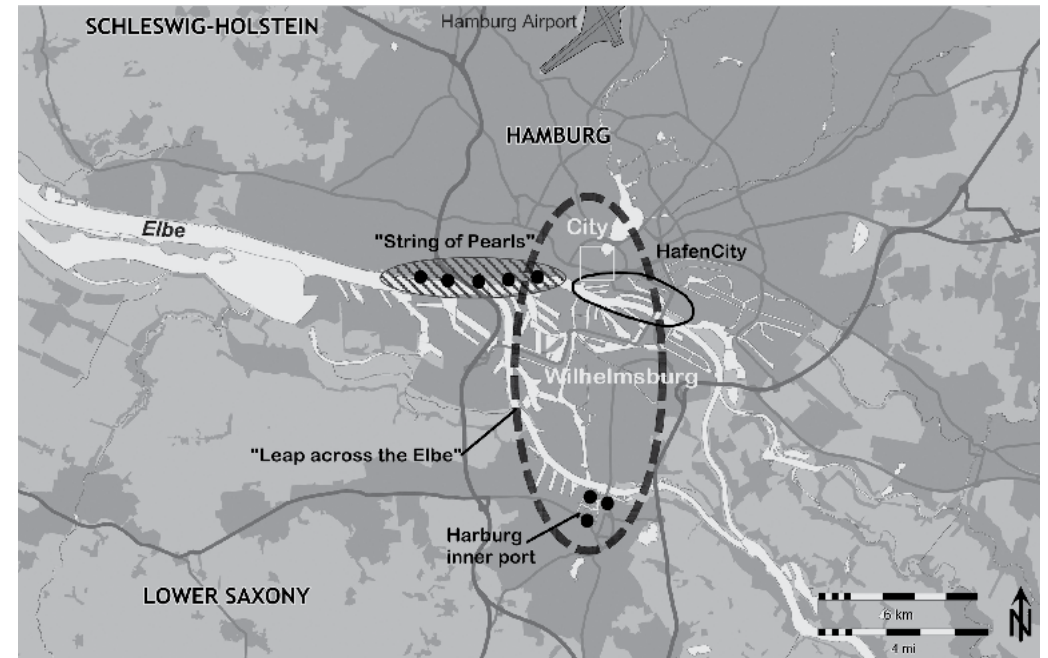 Hamburg Airport
SCHLESWIG-HOLSTEIN
HAMBURG
Elbe
City
"String of Pearls"
HafenCity
Wilhelmsburg
"Leap across the Elbe"
Harburg
inner port
LOWER SAXONY
6 km
4 mi
N